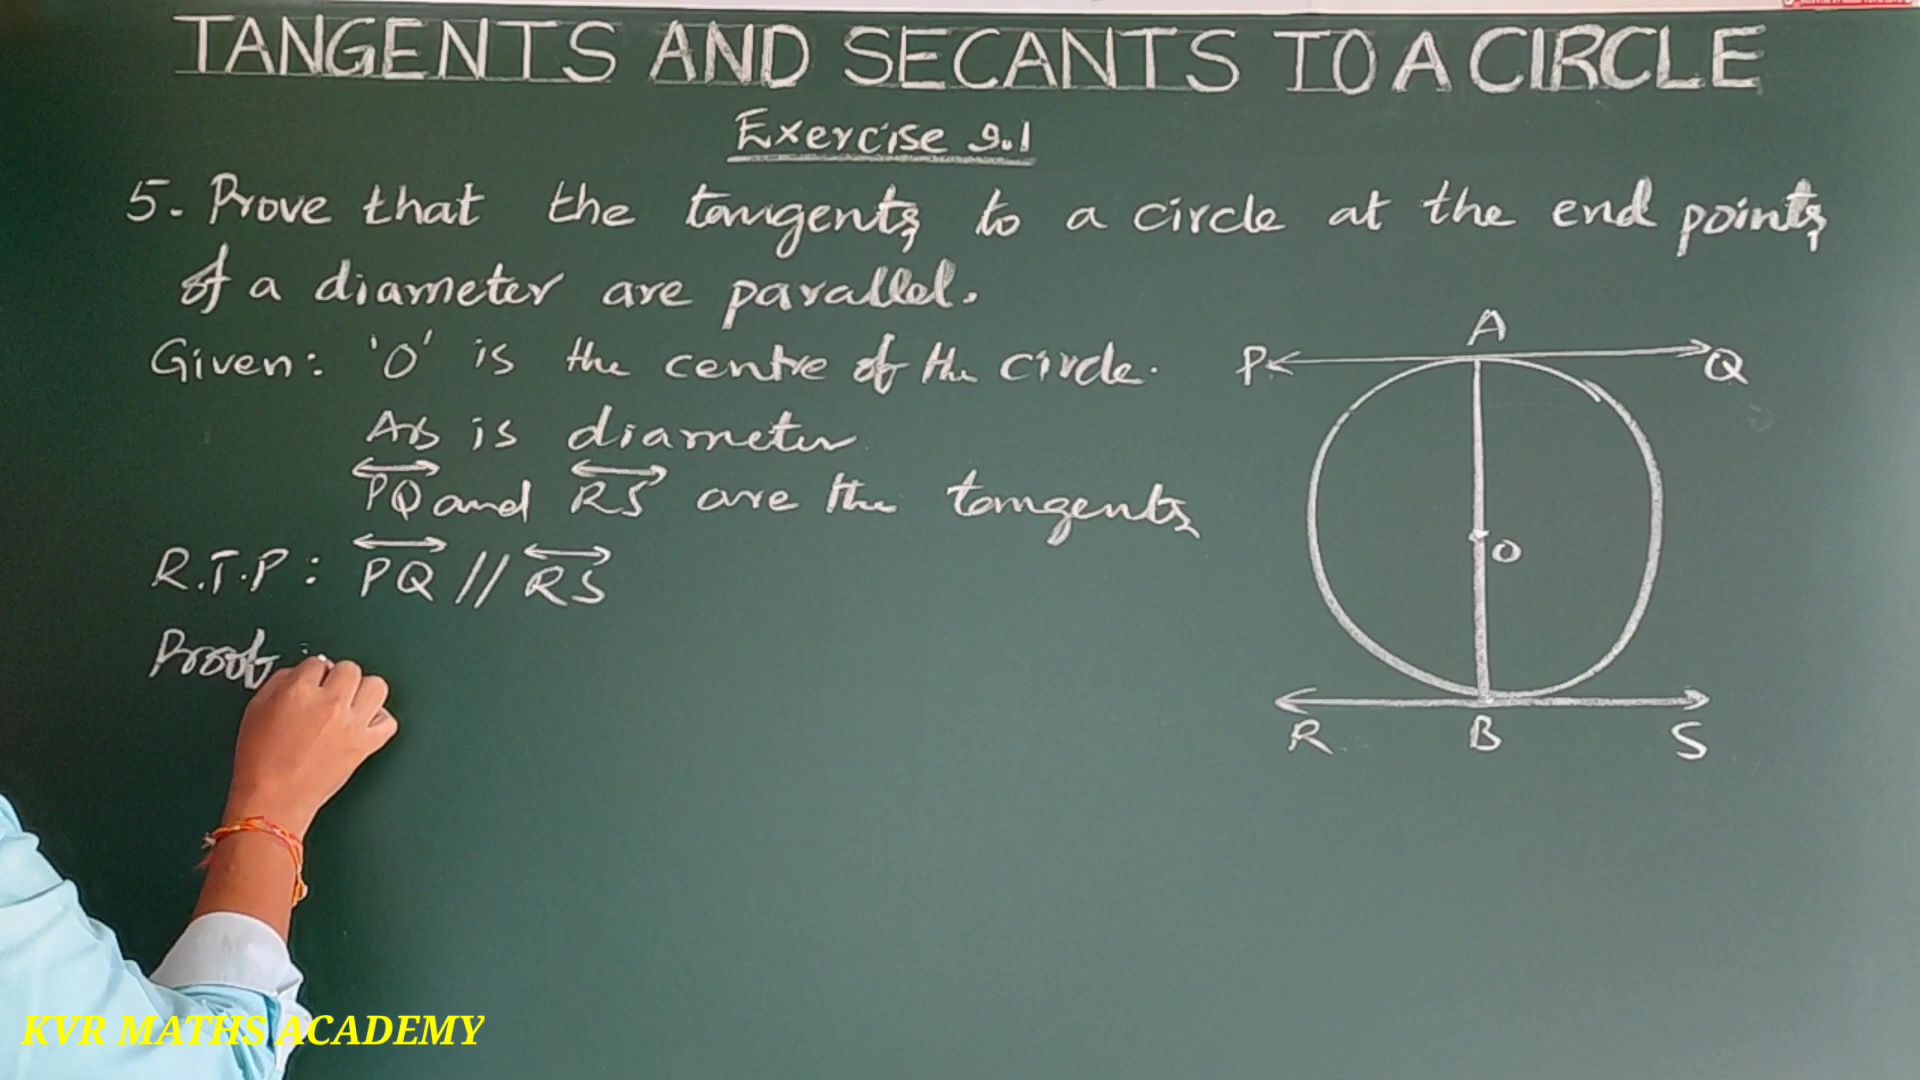 TANGENTS AND SECANTS TO A CIRCLE
Exercise 9.1
5. Prove that the tangents to a circle at the end points
of a diameter are parallel.
Given: 'O' is the centre of the circle.
AB is diameter
PQ and RS are the tangents
R.T.P: PQ // RS
Proof:
A
P
Q
O
R
B
S
KVR MATHS ACADEMY